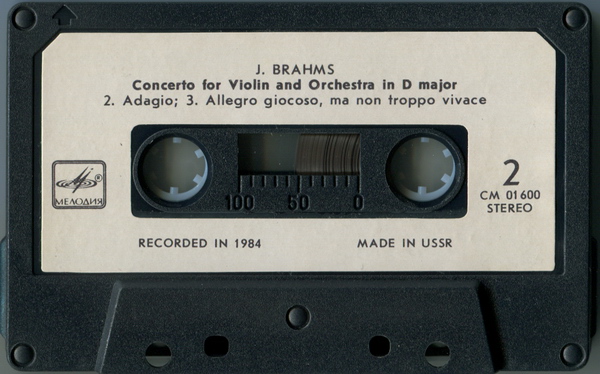 J. BRAHMS
Concerto for Violin and Orchestra in D major
2. Adagio; 3. Allegro giocoso, ma non troppo vivace
МЕЛОДИЯ ®
100 50 0
2
СМ 01600
STEREO
RECORDED IN 1984
MADE IN USSR